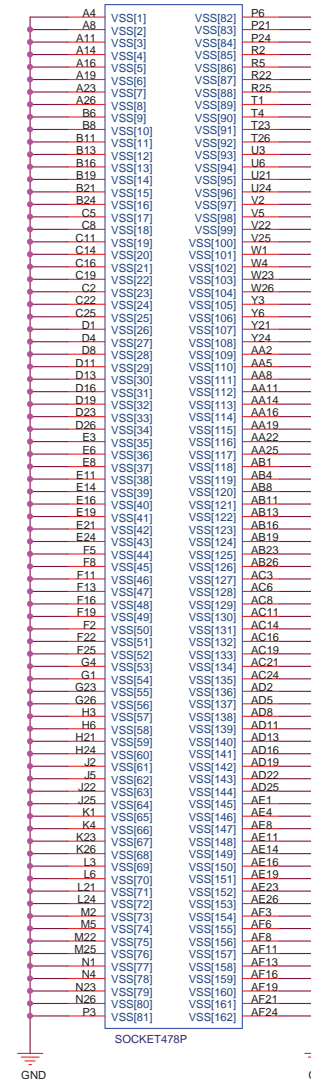 A4 VSS[1] VSS[82] P6
A8 VSS[2] VSS[83] P21
A11 VSS[3] VSS[84] P24
A14 VSS[4] VSS[85] R2
A16 VSS[5] VSS[86] R5
A19 VSS[6] VSS[87] R22
A23 VSS[7] VSS[88] R25
A26 VSS[8] VSS[89] T1
B6 VSS[9] VSS[90] T4
B8 VSS[10] VSS[91] T23
B11 VSS[11] VSS[92] T26
B13 VSS[12] VSS[93] U3
B16 VSS[13] VSS[94] U6
B19 VSS[14] VSS[95] U21
B21 VSS[15] VSS[96] U24
B24 VSS[16] VSS[97] V2
C5 VSS[17] VSS[98] V5
C8 VSS[18] VSS[99] V22
C11 VSS[19] VSS[100] V25
C14 VSS[20] VSS[101] W1
C16 VSS[21] VSS[102] W4
C19 VSS[22] VSS[103] W23
C2 VSS[23] VSS[104] W26
C22 VSS[24] VSS[105] Y3
C25 VSS[25] VSS[106] Y6
D1 VSS[26] VSS[107] Y21
D4 VSS[27] VSS[108] Y24
D8 VSS[28] VSS[109] AA2
D11 VSS[29] VSS[110] AA5
D13 VSS[30] VSS[111] AA8
D16 VSS[31] VSS[112] AA11
D19 VSS[32] VSS[113] AA14
D23 VSS[33] VSS[114] AA16
D26 VSS[34] VSS[115] AA19
E3 VSS[35] VSS[116] AA22
E6 VSS[36] VSS[117] AA25
E8 VSS[37] VSS[118] AB1
E11 VSS[38] VSS[119] AB4
E14 VSS[39] VSS[120] AB8
E16 VSS[40] VSS[121] AB11
E19 VSS[41] VSS[122] AB13
E21 VSS[42] VSS[123] AB16
E24 VSS[43] VSS[124] AB19
F5 VSS[44] VSS[125] AB23
F8 VSS[45] VSS[126] AB26
F11 VSS[46] VSS[127] AC3
F13 VSS[47] VSS[128] AC6
F16 VSS[48] VSS[129] AC8
F19 VSS[49] VSS[130] AC11
F2 VSS[50] VSS[131] AC14
F22 VSS[51] VSS[132] AC16
F25 VSS[52] VSS[133] AC19
G4 VSS[53] VSS[134] AC21
G1 VSS[54] VSS[135] AC24
G23 VSS[55] VSS[136] AD2
G26 VSS[56] VSS[137] AD5
H3 VSS[57] VSS[138] AD8
H6 VSS[58] VSS[139] AD11
H21 VSS[59] VSS[140] AD13
H24 VSS[60] VSS[141] AD16
J2 VSS[61] VSS[142] AD19
J5 VSS[62] VSS[143] AD22
J22 VSS[63] VSS[144] AD25
J25 VSS[64] VSS[145] AE1
K1 VSS[65] VSS[146] AE4
K4 VSS[66] VSS[147] AE8
K23 VSS[67] VSS[148] AE11
K26 VSS[68] VSS[149] AE14
L3 VSS[69] VSS[150] AE16
L6 VSS[70] VSS[151] AE19
L21 VSS[71] VSS[152] AE23
L24 VSS[72] VSS[153] AE26
M2 VSS[73] VSS[154] AF3
M5 VSS[74] VSS[155] AF6
M22 VSS[75] VSS[156] AF8
M25 VSS[76] VSS[157] AF11
N1 VSS[77] VSS[158] AF13
N4 VSS[78] VSS[159] AF16
N23 VSS[79] VSS[160] AF19
N26 VSS[80] VSS[161] AF21
P3 VSS[81] VSS[162] AF24
SOCKET478P
GND